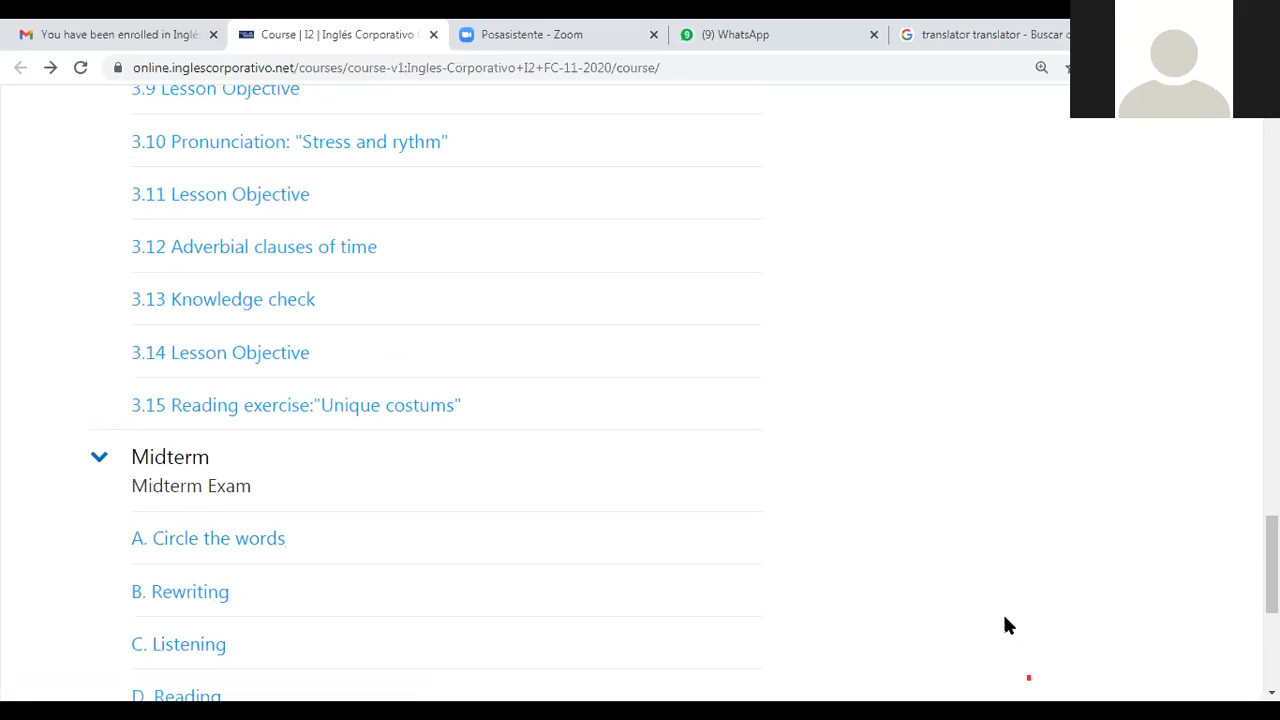 You have been enrolled in Inglé
Course | I2 | Inglés Corporativo
Posasistente - Zoom
(9) WhatsApp
translator translator - Buscar c
online.inglescorporativo.net/courses/course-v1:Ingles-Corporativo+I2+FC-11-2020/course/
3.9 Lesson Objective
3.10 Pronunciation: "Stress and rythm"
3.11 Lesson Objective
3.12 Adverbial clauses of time
3.13 Knowledge check
3.14 Lesson Objective
3.15 Reading exercise:"Unique costums"
Midterm
Midterm Exam
A. Circle the words
B. Rewriting
C. Listening
D. Reading